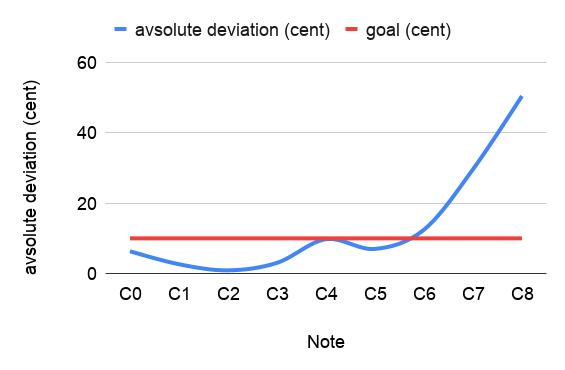 avsolute deviation (cent) goal (cent)
avsolute deviation (cent)
60
40
20
0
C0 C1 C2 C3 C4 C5 C6 C7 C8
Note